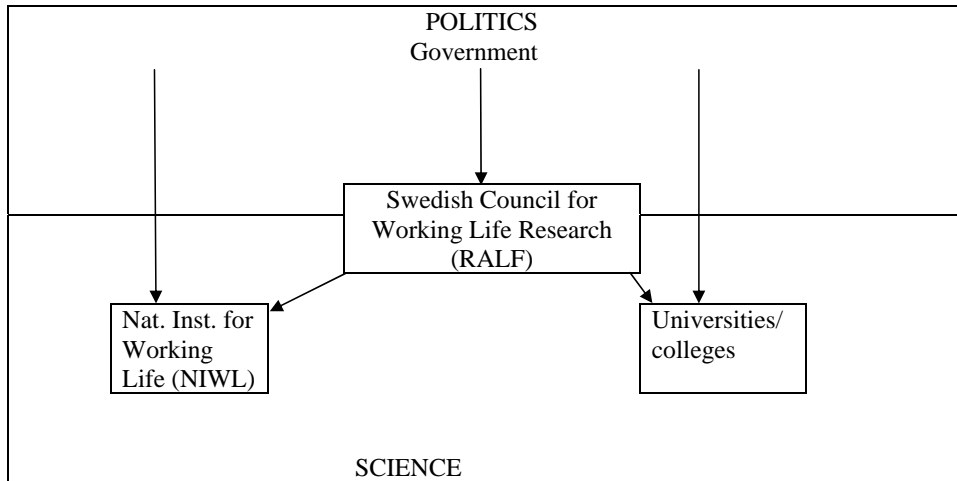 POLITICS
Government
Swedish Council for
Working Life Research
(RALF)
Nat. Inst. for
Working
Life (NIWL)
Universities/
colleges
SCIENCE